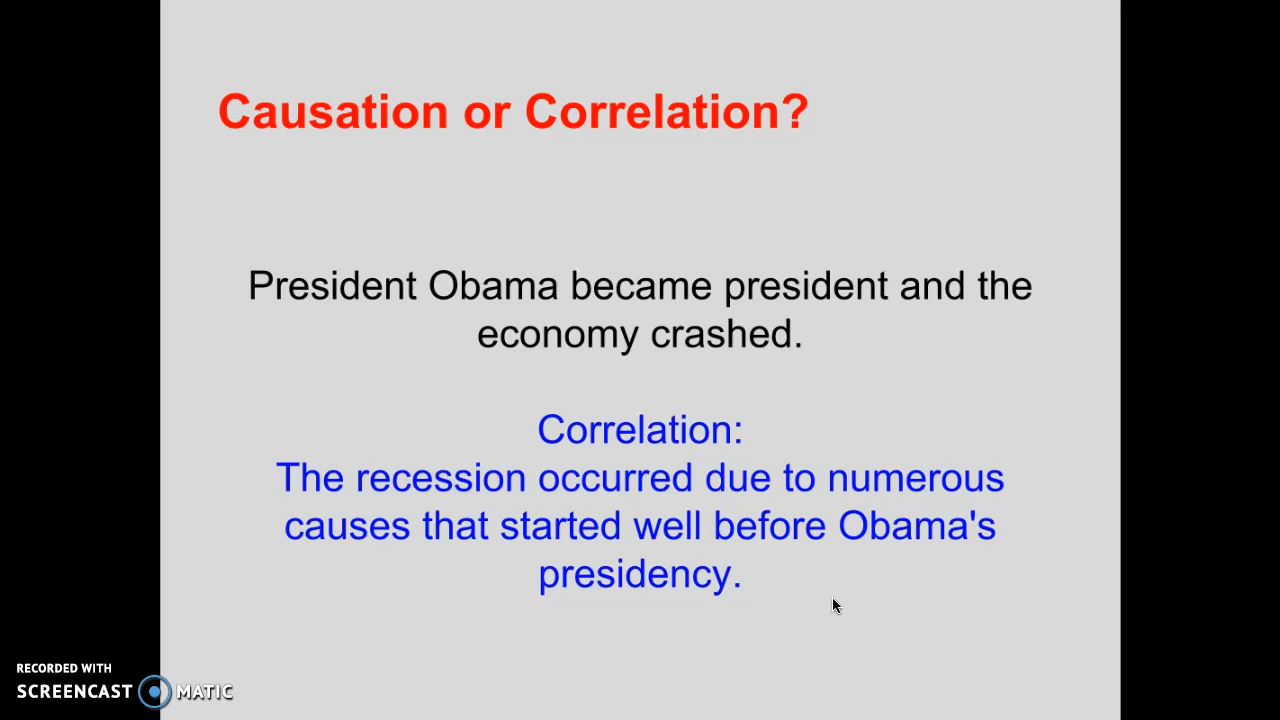 Causation or Correlation?
President Obama became president and the
economy crashed.
Correlation:
The recession occurred due to numerous
causes that started well before Obama's
presidency.
RECORDED WITH
SCREENCAST MATIC